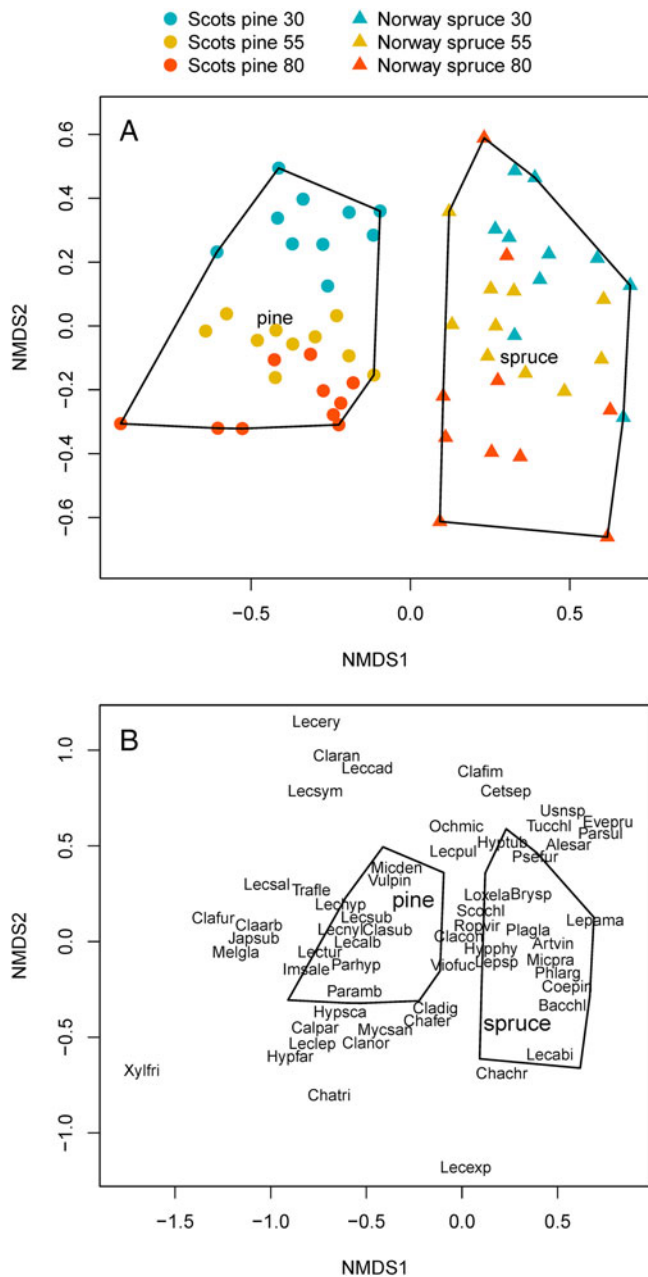 Scots pine 30 Norway spruce 30
Scots pine 55 Norway spruce 55
Scots pine 80 Norway spruce 80
A
0.6
0.4
0.2
0.0
−0.2
−0.4
−0.6
NMDS2
pine
spruce
−0.5 0.0 0.5
NMDS1
B
1.0
0.5
0.0
−0.5
−1.0
NMDS2
Lecery
Claran
Leccad
Lecsym
Clafim
Cetsep
Usnsp
Evepru
Tucchl
Parsul
Ochmic
Hyptub
Alesar
Lecpul
Psefur
Micden
Vulpin
Lecsal
Trafle
pine
Loxela
Brysp
Lechyp
Scochl
Clafur
Lecsub
Lepama
Claarb
Lecnyl
Clasub
Ropvir
Plagla
Japsub
Lecalb
Clacon
Artvin
Melgla
Lectur
Hypphy
Imsale
Parhyp
Viofuc
Lepsp
Micpra
Phlarg
Paramb
Coepin
Hypsca
Cladig
Bacchl
Calpar
Mycsan
Chafer
spruce
Leclep
Clanor
Hypfar
Lecabi
Xylfri
Chachr
Chatri
Lecexp
−1.5 −1.0 −0.5 0.0 0.5
NMDS1